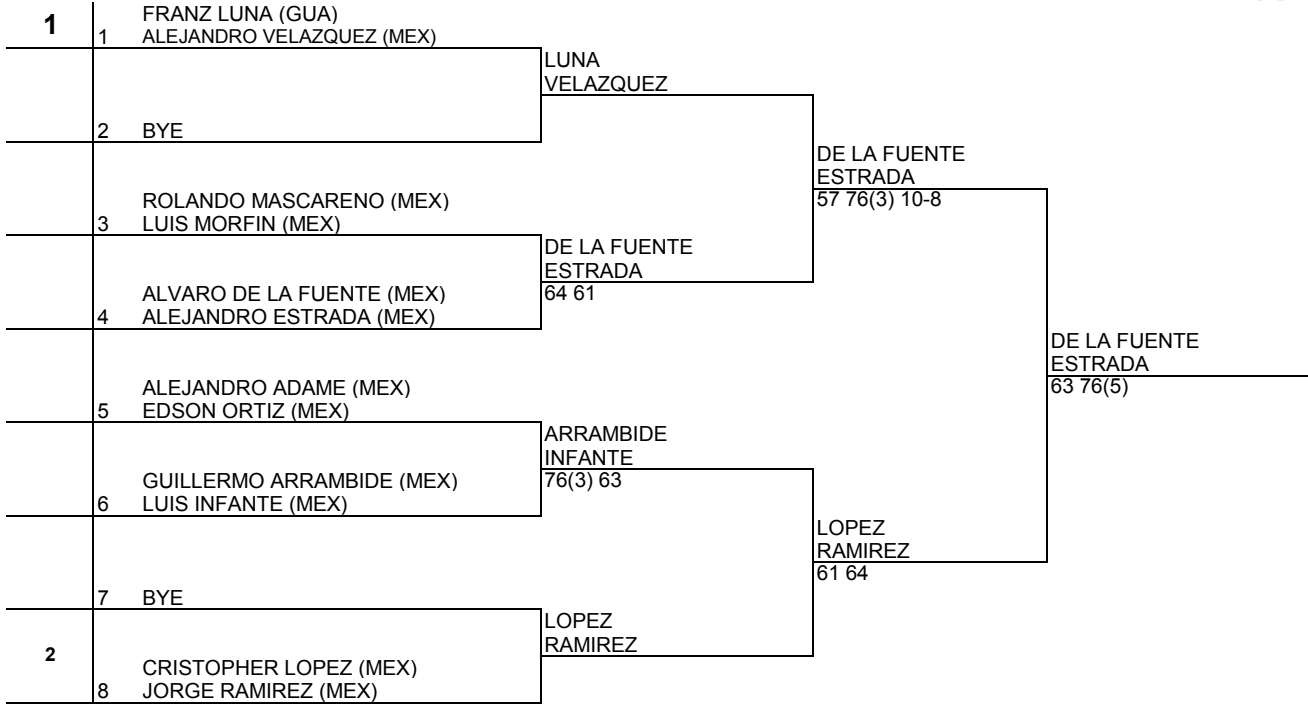 1
FRANZ LUNA (GUA)
1 ALEJANDRO VELAZQUEZ (MEX)
LUNA
VELAZQUEZ
2 BYE
DE LA FUENTE
ESTRADA
57 76(3) 10-8
ROLANDO MASCARENO (MEX)
3 LUIS MORFIN (MEX)
DE LA FUENTE
ESTRADA
64 61
ALVARO DE LA FUENTE (MEX)
4 ALEJANDRO ESTRADA (MEX)
DE LA FUENTE
ESTRADA
63 76(5)
ALEJANDRO ADAME (MEX)
5 EDSON ORTIZ (MEX)
ARRAMBIDE
INFANTE
76(3) 63
GUILLERMO ARRAMBIDE (MEX)
6 LUIS INFANTE (MEX)
LOPEZ
RAMIREZ
61 64
7 BYE
LOPEZ
RAMIREZ
2
CRISTOPHER LOPEZ (MEX)
8 JORGE RAMIREZ (MEX)